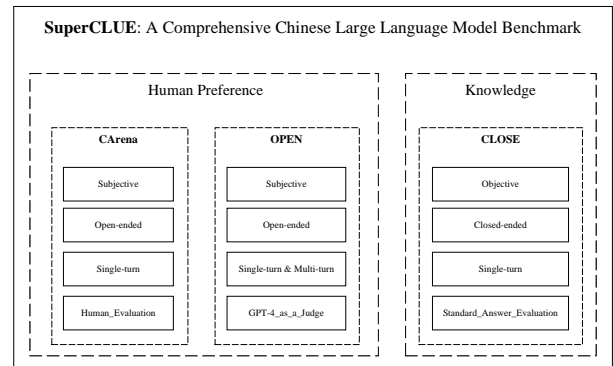 SuperCLUE: A Comprehensive Chinese Large Language Model Benchmark
Human Preference
CArena
Subjective
Open-ended
Single-turn
Human_Evaluation
OPEN
Subjective
Open-ended
Single-turn & Multi-turn
GPT-4_as_a_Judge
Knowledge
CLOSE
Objective
Closed-ended
Single-turn
Standard_Answer_Evaluation